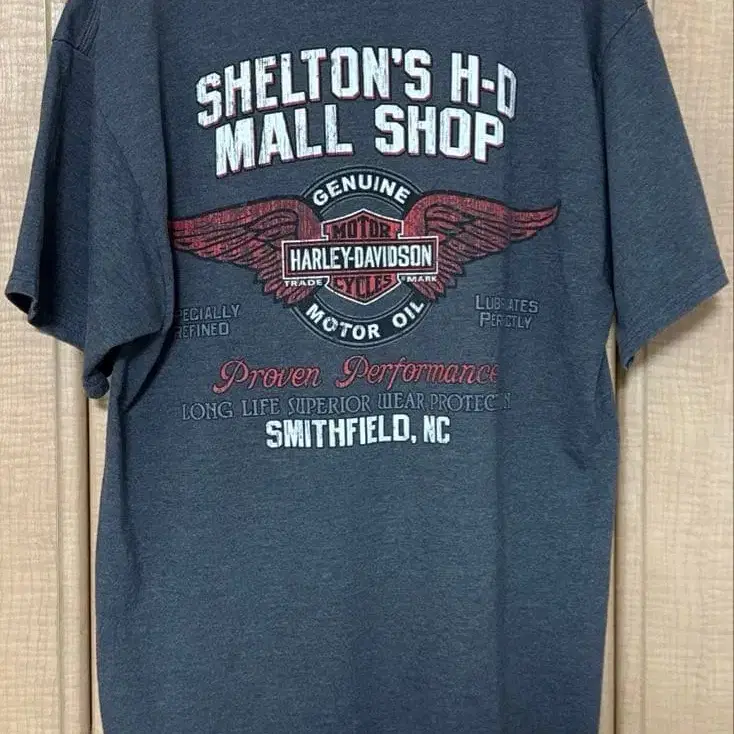 SHELTON'S H-D
MALL SHOP
GENUINE
MOTOR
HARLEY-DAVIDSON
TRADE MARK
CYCLES
MOTOR OIL
PERFECTLY
Proven Performance
LONG LIFE SUPERIOR WEAR
SMITHFIELD, NC